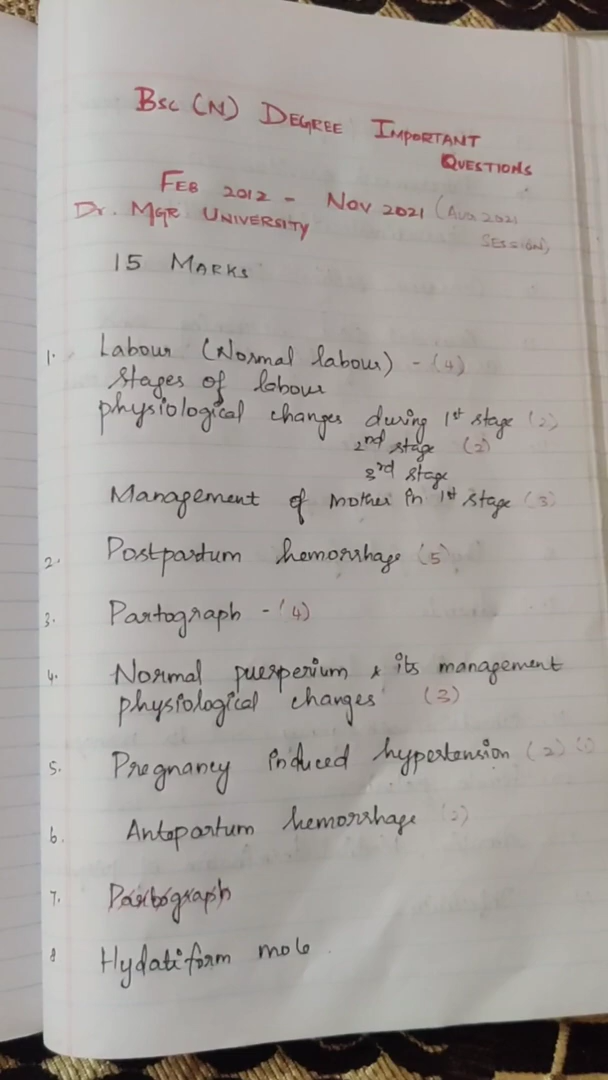 BSC (N) DEGREE IMPORTANT
QUESTIONS
FEB 2012 - NOV 2021 (AUG 2021
SESSION)
Dr. MGR UNIVERSITY
15 MARKS
1. Labour (Normal labour) - (4)
Stages of labour
physiological changes during 1st stage (2)
2nd stage (2)
3rd stage
Management of mother in 1st stage (3)
2. Postpartum hemorrhage (5)
3. Partograph - (4)
4. Normal puerperium & its management
physiological changes (3)
5. Pregnancy induced hypertension (2)
6. Antepartum hemorrhage (2)
7. Partograph
8 Hydatiform mole